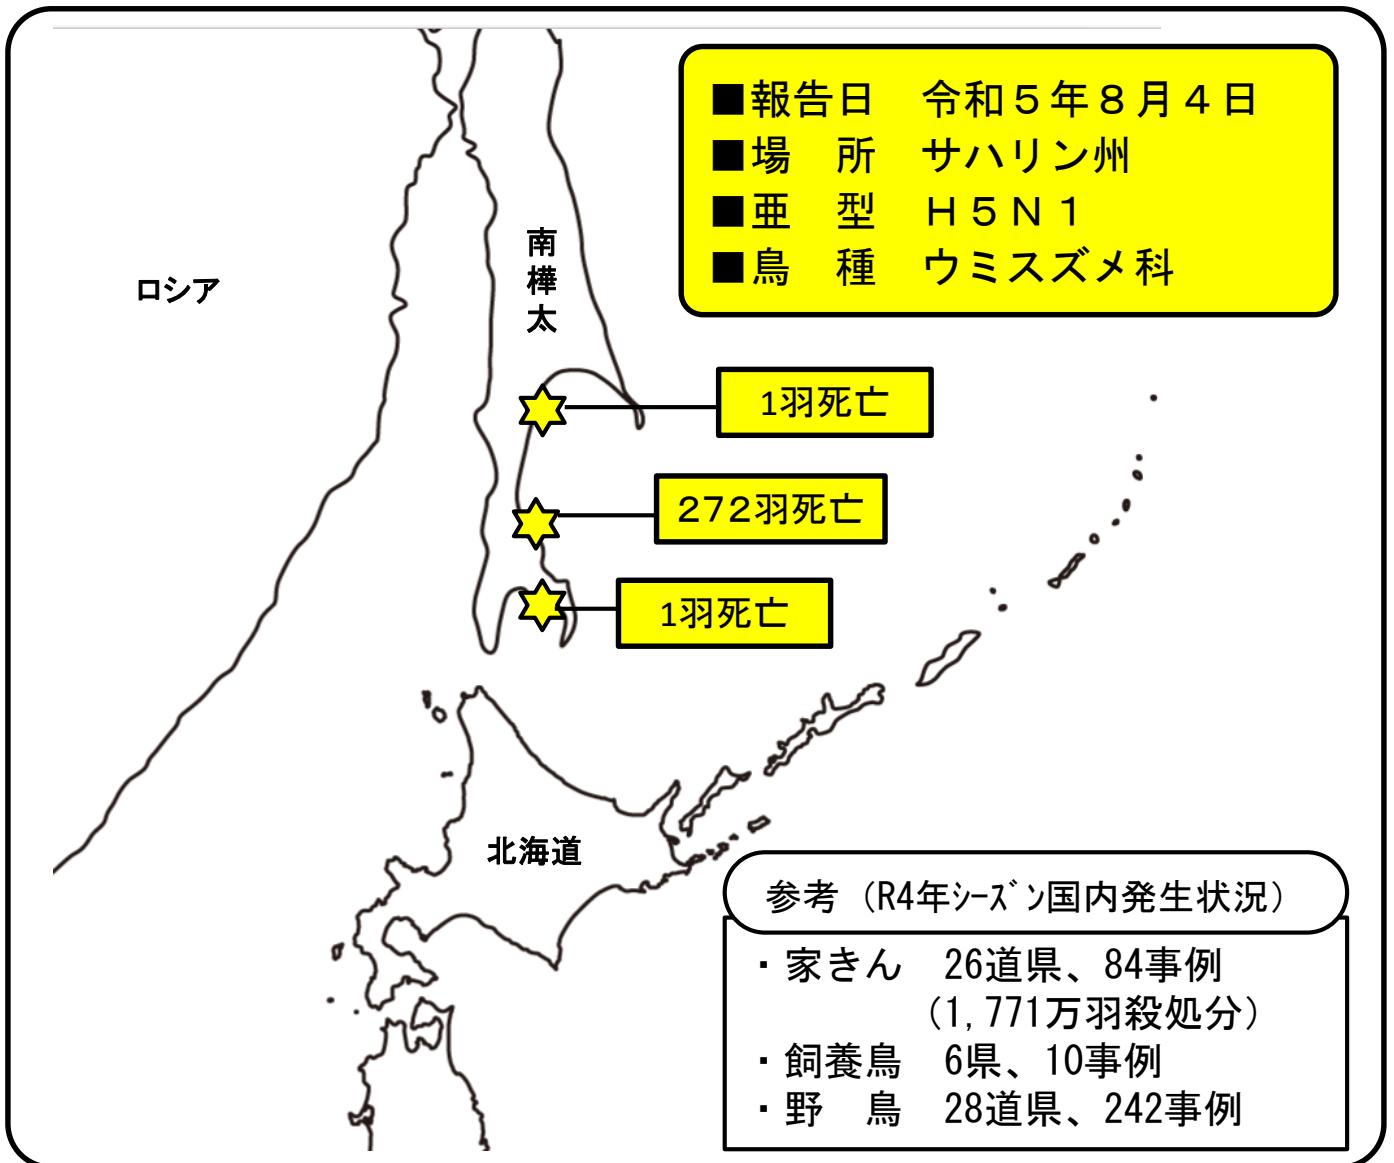 ■報告日　令和５年８月４日
■場　所　サハリン州
■亜　型　Ｈ５Ｎ１
■鳥　種　ウミスズメ科
南樺太
ロシア
1羽死亡
272羽死亡
1羽死亡
北海道
参考（R4年ｼｰｽﾞﾝ国内発生状況）
・家きん　26道県、84事例
（1,771万羽殺処分）
・飼養鳥　6県、10事例
・野　鳥　28道県、242事例